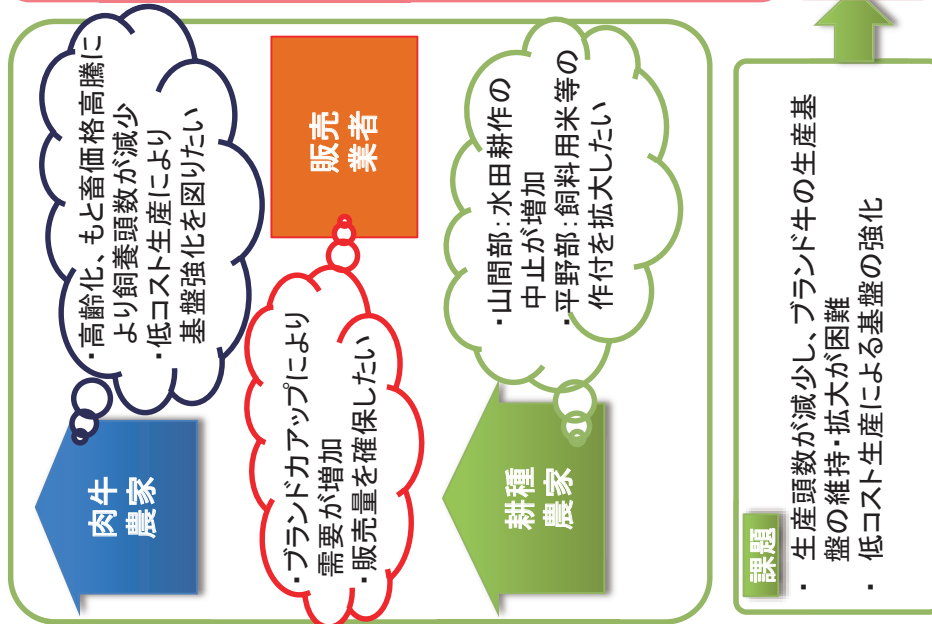 肉牛
農家
・高齢化、もと畜価格高騰に
より飼養頭数が減少
・低コスト生産により
基盤強化を図りたい
・ブランド力アップにより
需要が増加
・販売量を確保したい
販売
業者
耕種
農家
・山間部:水田耕作の
中止が増加
・平野部:飼料用米等の
作付を拡大したい
課題
・ 生産頭数が減少し、ブランド牛の生産基
盤の維持・拡大が困難
・ 低コスト生産による基盤の強化